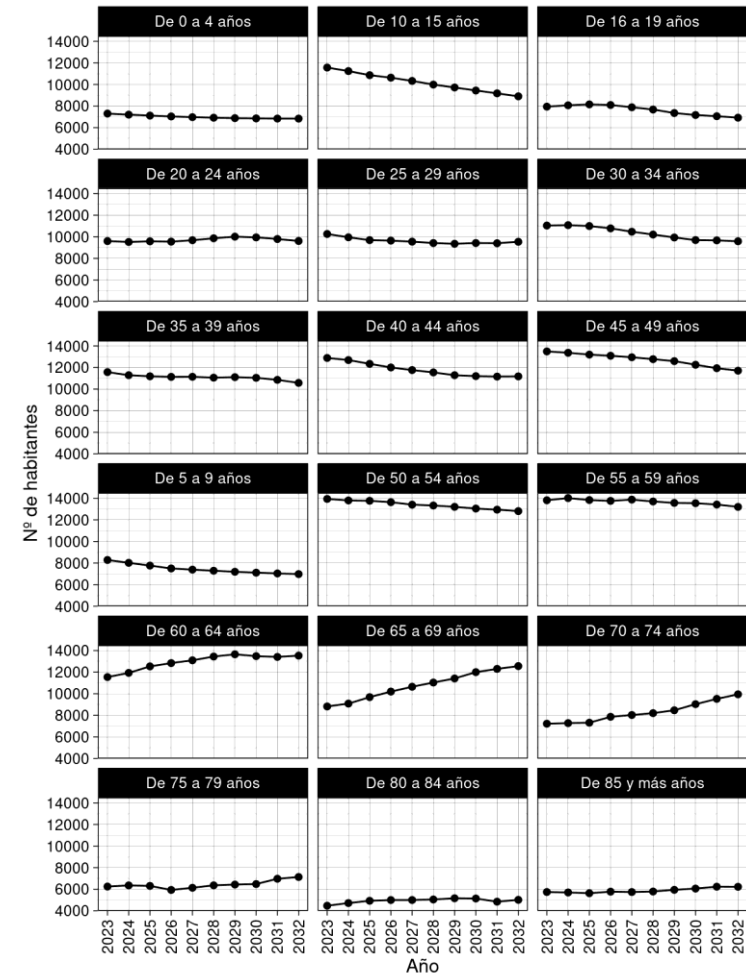 De 0 a 4 años
De 10 a 15 años
De 16 a 19 años
14000
12000
10000
8000
6000
4000
De 20 a 24 años
De 25 a 29 años
De 30 a 34 años
14000
12000
10000
8000
6000
4000
De 35 a 39 años
De 40 a 44 años
De 45 a 49 años
14000
12000
10000
8000
6000
4000
Nº de habitantes
De 5 a 9 años
De 50 a 54 años
De 55 a 59 años
14000
12000
10000
8000
6000
4000
De 60 a 64 años
De 65 a 69 años
De 70 a 74 años
14000
12000
10000
8000
6000
4000
De 75 a 79 años
De 80 a 84 años
De 85 y más años
14000
12000
10000
8000
6000
4000
2023 2024 2025 2026 2027 2028 2029 2030 2031 2032
2023 2024 2025 2026 2027 2028 2029 2030 2031 2032
2023 2024 2025 2026 2027 2028 2029 2030 2031 2032
Año